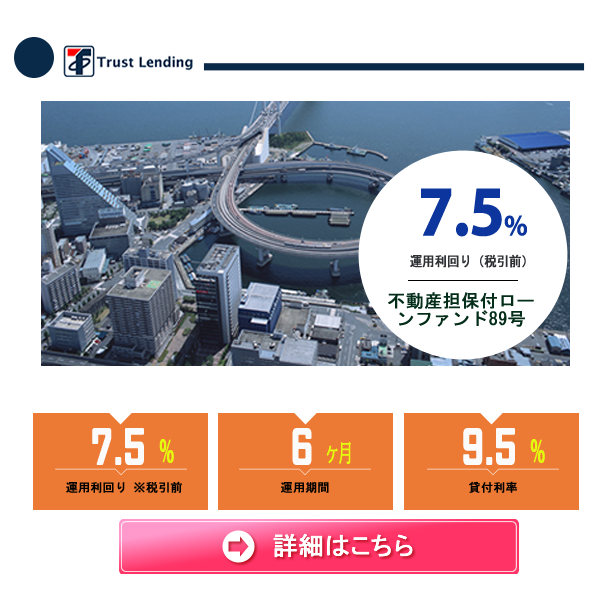 Trust Lending
7.5%
運用利回り（税引前）
不動産担保付ロー
ンファンド89号
7.5 %
運用利回り ※税引前
6 ヶ月
運用期間
9.5 %
貸付利率
詳細はこちら